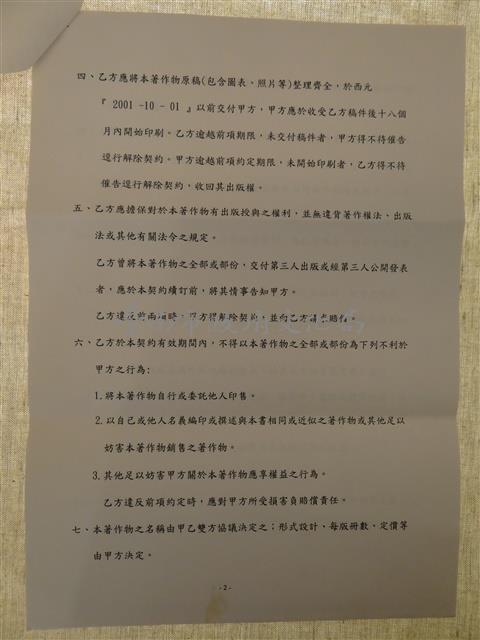 四、乙方應將本著作物原稿(包含圖表、照片等)整理齊全，於西元
『 2001 -10 - 01 』以前交付甲方，甲方應於收受乙方稿件後十八個
月內開始印刷。乙方逾越前項期限，未交付稿件者，甲方得不待催告
逕行解除契約。甲方逾越前項約定期限，未開始印刷者，乙方得不待
催告逕行解除契約，收回其出版權。
五、乙方應擔保對於本著作物有出版授與之權利，並無違背著作權法、出版
法或其他有關法令之規定。
乙方曾將本著作物之全部或部份，交付第三人出版或經第三人公開發表
者，應於本契約續訂前，將其情事告知甲方。
乙方違反前兩項時，甲方得解除契約，並向乙方請求賠償。
六、乙方於本契約有效期間內，不得以本著作物之全部或部份為下列不利於
甲方之行為:
1.將本著作物自行或委託他人印售。
2.以自己或他人名義編印或撰述與本書相同或近似之著作物或其他足以
妨害本著作物銷售之著作物。
3.其他足以妨害甲方關於本著作物應享權益之行為。
乙方違反前項約定時，應對甲方所受損害負賠償責任。
七、本著作物之名稱由甲乙雙方協議決定之；形式設計、每版冊數、定價等
由甲方決定。
-2-